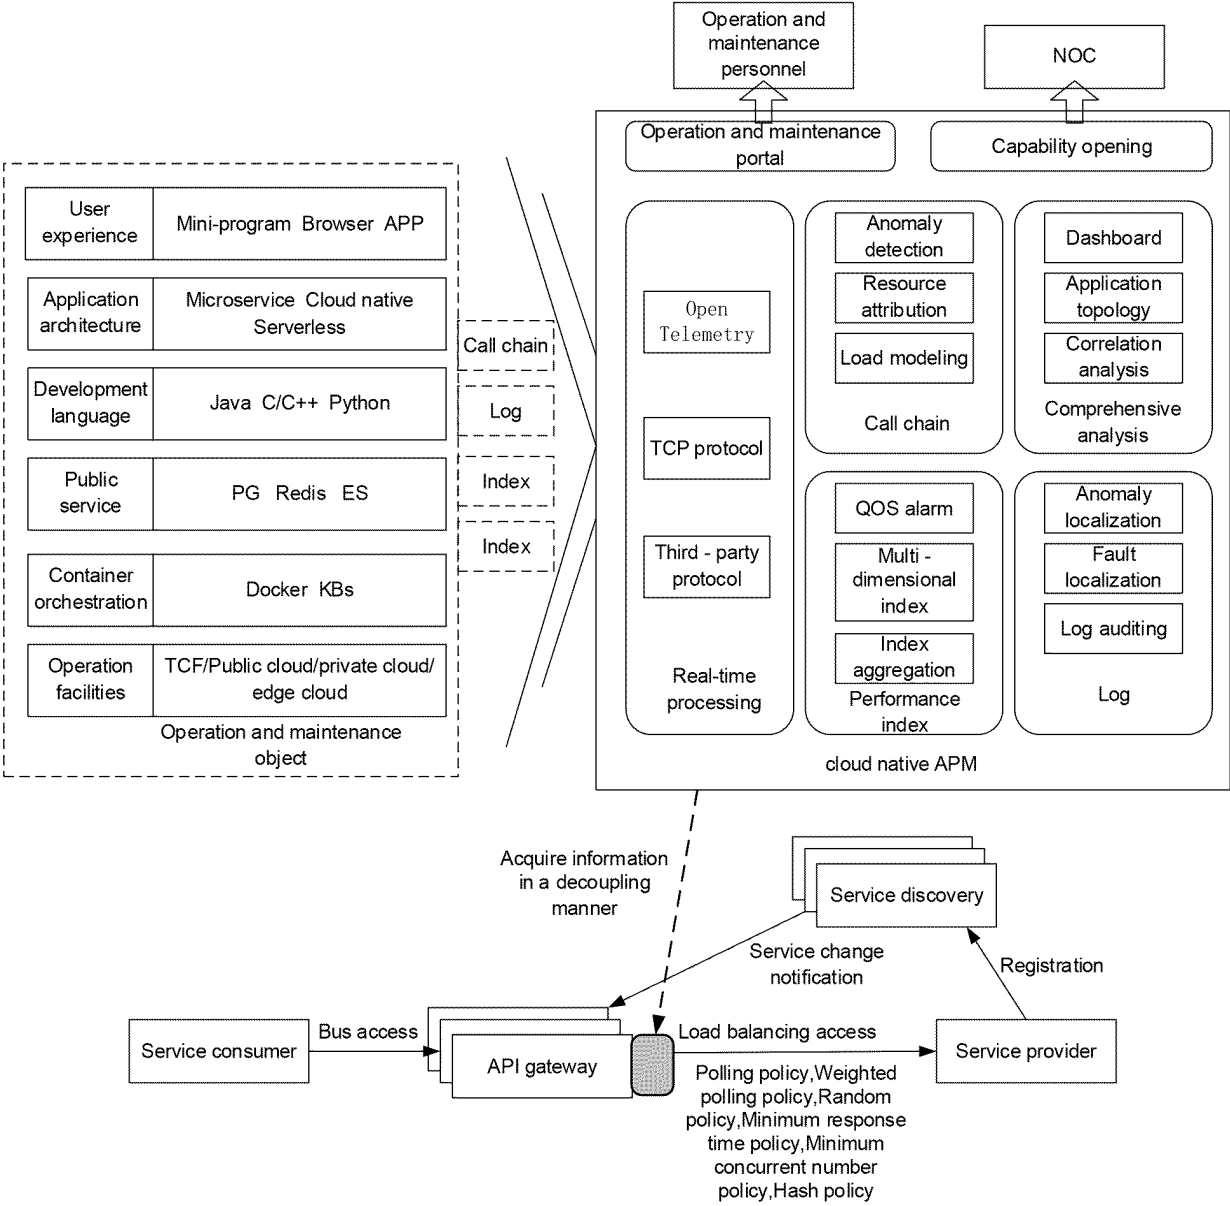 Operation and
maintenance
personnel
NOC
Operation and maintenance
portal
Capability opening
User
experience
Mini-program  Browser  APP
Application
architecture
Microservice  Cloud native
Serverless
Development
language
Java  C/C++  Python
Public
service
PG  Redis  ES
Container
orchestration
Docker  KBs
Operation
facilities
TCF/Public cloud/private cloud/
edge cloud
Operation and maintenance
object
Call chain
Log
Index
Index
Open
Telemetry
TCP protocol
Third - party
protocol
Real-time
processing
Anomaly
detection
Resource
attribution
Load modeling
Call chain
Dashboard
Application
topology
Correlation
analysis
Comprehensive
analysis
QOS alarm
Multi -
dimensional
index
Index
aggregation
Performance
index
Anomaly
localization
Fault
localization
Log auditing
Log
cloud native APM
Acquire information
in a decoupling
manner
Service discovery
Service change
notification
Registration
Service consumer
Bus access
API gateway
Load balancing access
Service provider
Polling policy,Weighted
polling policy,Random
policy,Minimum response
time policy,Minimum
concurrent number
policy,Hash policy